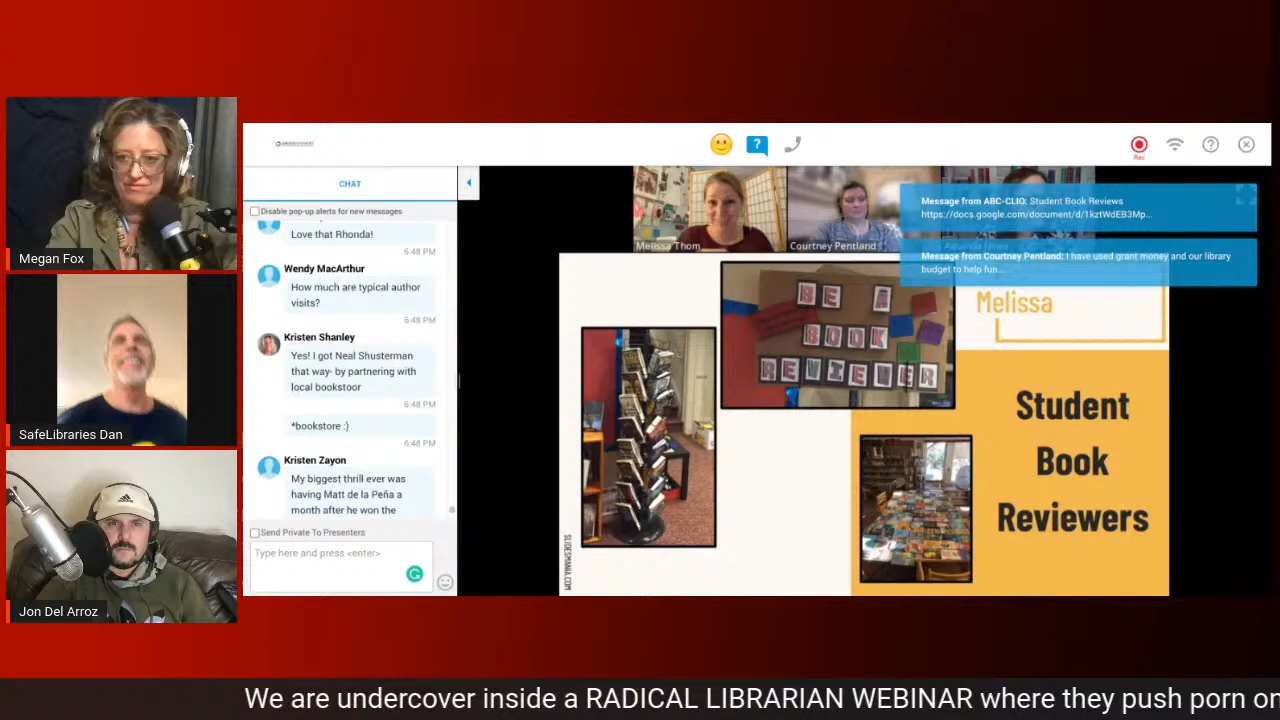 Megan Fox
SafeLibraries Dan
Jon Del Arroz
CHAT
Disable pop-up alerts for new messages
Love that Rhonda!
6:48 PM
Wendy MacArthur
How much are typical author
visits?
6:48 PM
Kristen Shanley
Yes! I got Neal Shusterman
that way- by partnering with
local bookstoor
6:48 PM
*bookstore :)
6:48 PM
Kristen Zayon
My biggest thrill ever was
having Matt de la Peña a
month after he won the
Send Private To Presenters
Type here and press <enter>
?
Rec
?
Melissa Thom
Courtney Pentland
Message from ABC-CLIO: Student Book Reviews
https://docs.google.com/document/d/1kztWdEB3Mp...
Message from Courtney Pentland: I have used grant money and our library
budget to help fun...
BE A
BOOK
REVIEWER
Melissa
Student
Book
Reviewers
SLIDESMANIA.COM
We are undercover inside a RADICAL LIBRARIAN WEBINAR where they push porn on